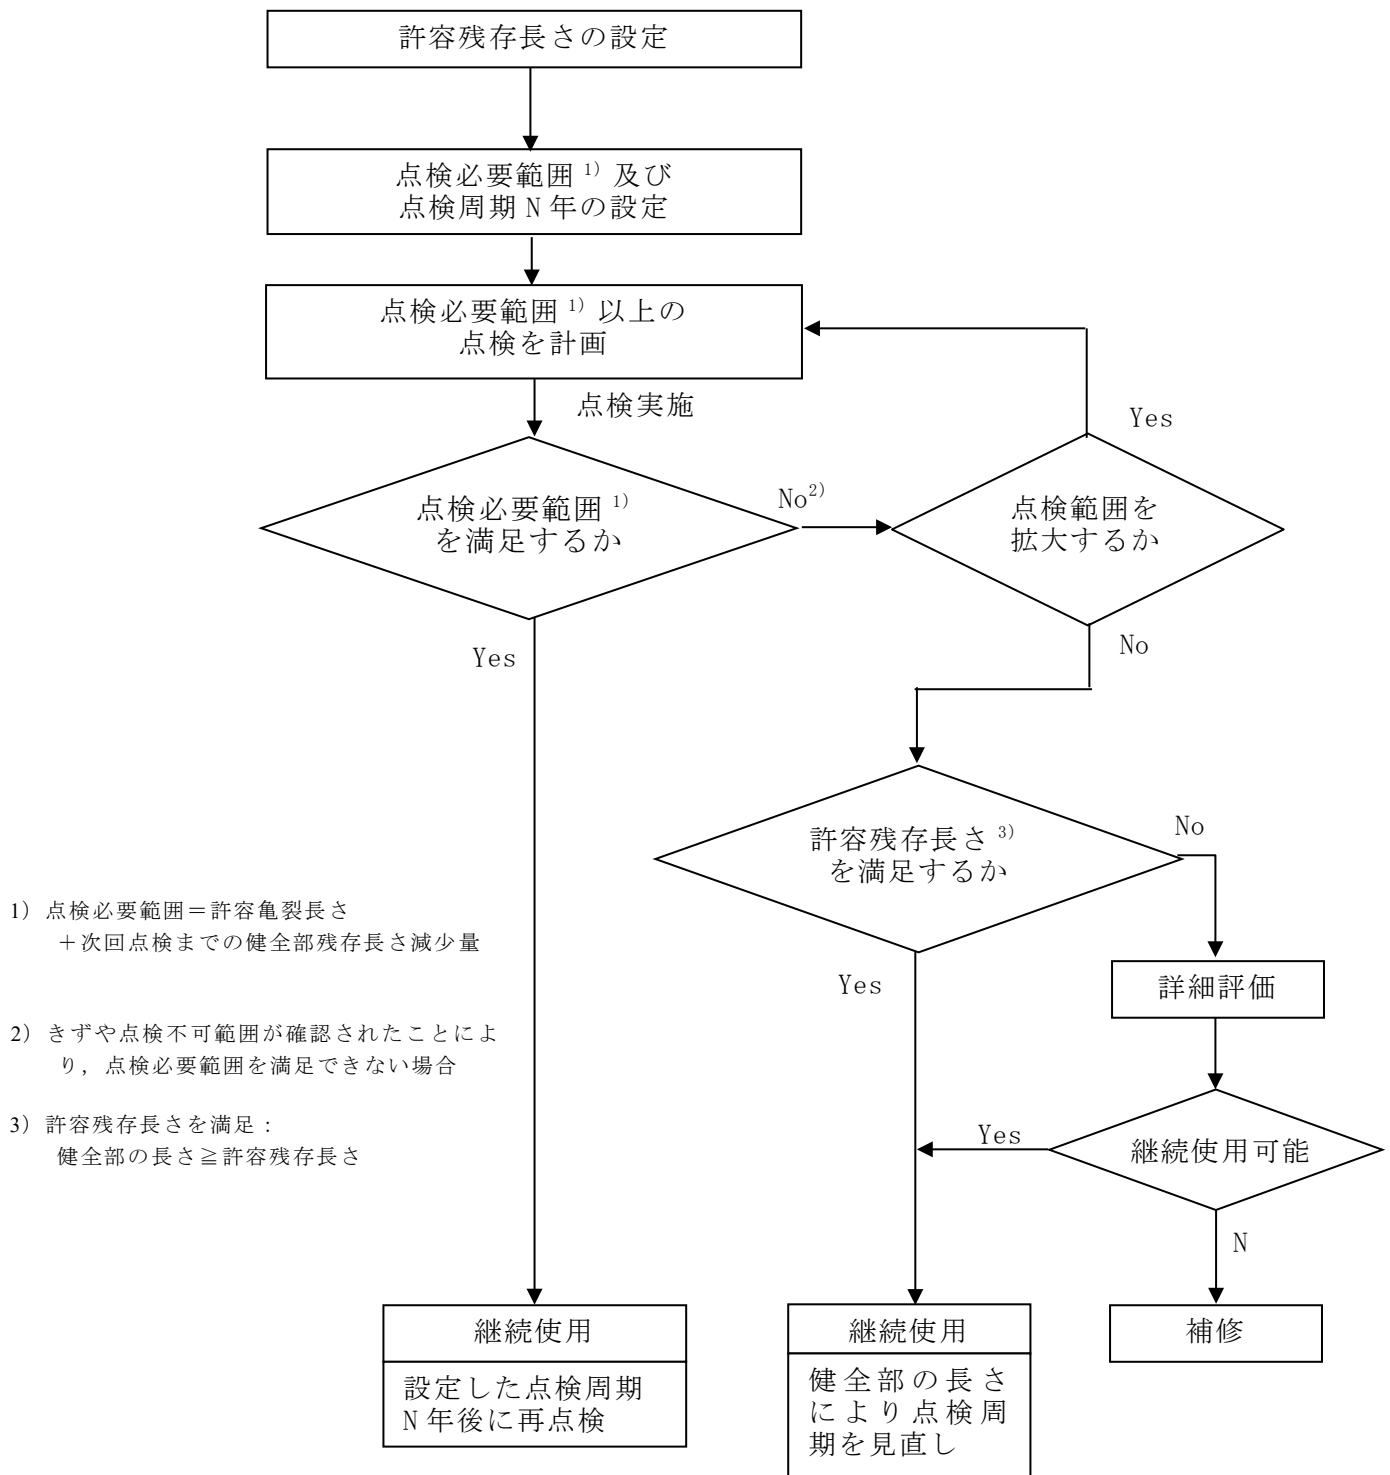 許容残存長さの設定
点検必要範囲1) 及び
点検周期N年の設定
点検必要範囲1) 以上の
点検を計画
点検実施
Yes
点検必要範囲1)
を満足するか
No2)
点検範囲を
拡大するか
Yes
No
許容残存長さ3)
を満足するか
No
1) 点検必要範囲＝許容亀裂長さ
＋次回点検までの健全部残存長さ減少量
Yes
詳細評価
2) きずや点検不可範囲が確認されたことによ
り，点検必要範囲を満足できない場合
3) 許容残存長さを満足：
健全部の長さ≧許容残存長さ
Yes
継続使用可能
N
継続使用
設定した点検周期
N年後に再点検
継続使用
健全部の長さ
により点検周
期を見直し
補修